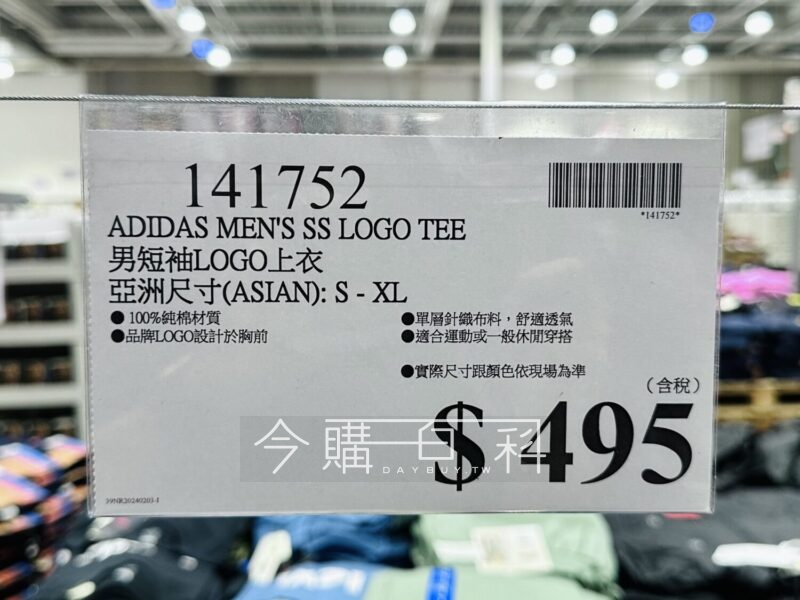 141752
*141752*
ADIDAS MEN'S SS LOGO TEE
男短袖LOGO上衣
亞洲尺寸(ASIAN): S - XL
● 100%純棉材質
●品牌LOGO設計於胸前
●單層針織布料，舒適透氣
●適合運動或一般休閒穿搭
●實際尺寸跟顏色依現場為準
（含稅）
$ 495
今購百科
DAYBUY.TW
39NR20240203-1